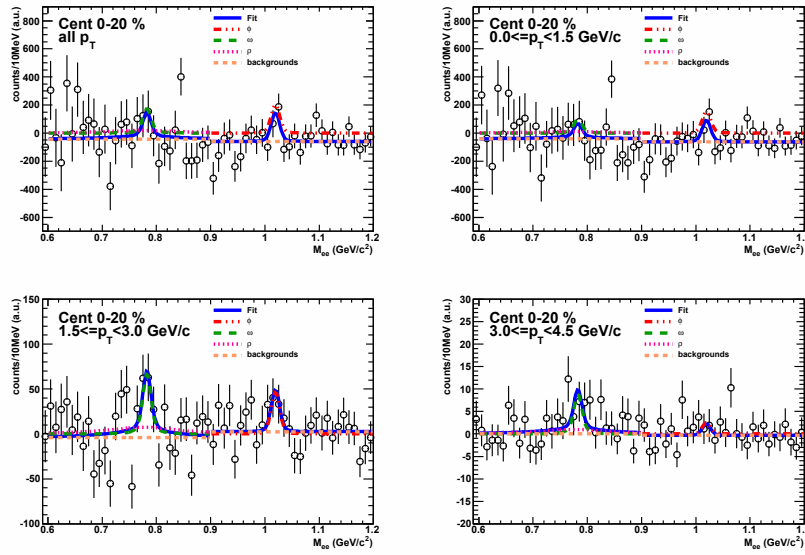 Cent 0-20 %
all p_T
Fit
ϕ
ω
ρ
backgrounds
counts/10MeV (a.u.)
800
600
400
200
0
-200
-400
-600
0.6 0.7 0.8 0.9 1 1.1 1.2
M_ee (GeV/c²)
Cent 0-20 %
0.0<=p_T<1.5 GeV/c
Fit
ϕ
ω
ρ
backgrounds
counts/10MeV (a.u.)
800
600
400
200
0
-200
-400
-600
0.6 0.7 0.8 0.9 1 1.1 1.2
M_ee (GeV/c²)
Cent 0-20 %
1.5<=p_T<3.0 GeV/c
Fit
ϕ
ω
ρ
backgrounds
counts/10MeV (a.u.)
150
100
50
0
-50
-100
0.6 0.7 0.8 0.9 1 1.1 1.2
M_ee (GeV/c²)
Cent 0-20 %
3.0<=p_T<4.5 GeV/c
Fit
ϕ
ω
ρ
backgrounds
counts/10MeV (a.u.)
30
25
20
15
10
5
0
-5
-10
-15
-20
0.6 0.7 0.8 0.9 1 1.1 1.2
M_ee (GeV/c²)